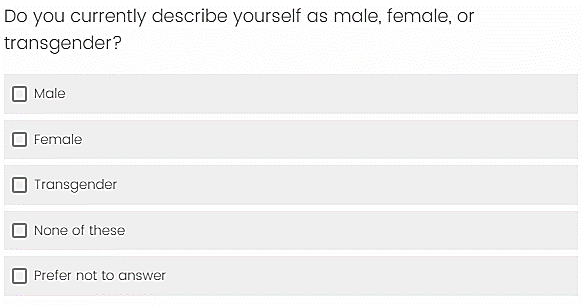 Do you currently describe yourself as male, female, or
transgender?
Male
Female
Transgender
None of these
Prefer not to answer